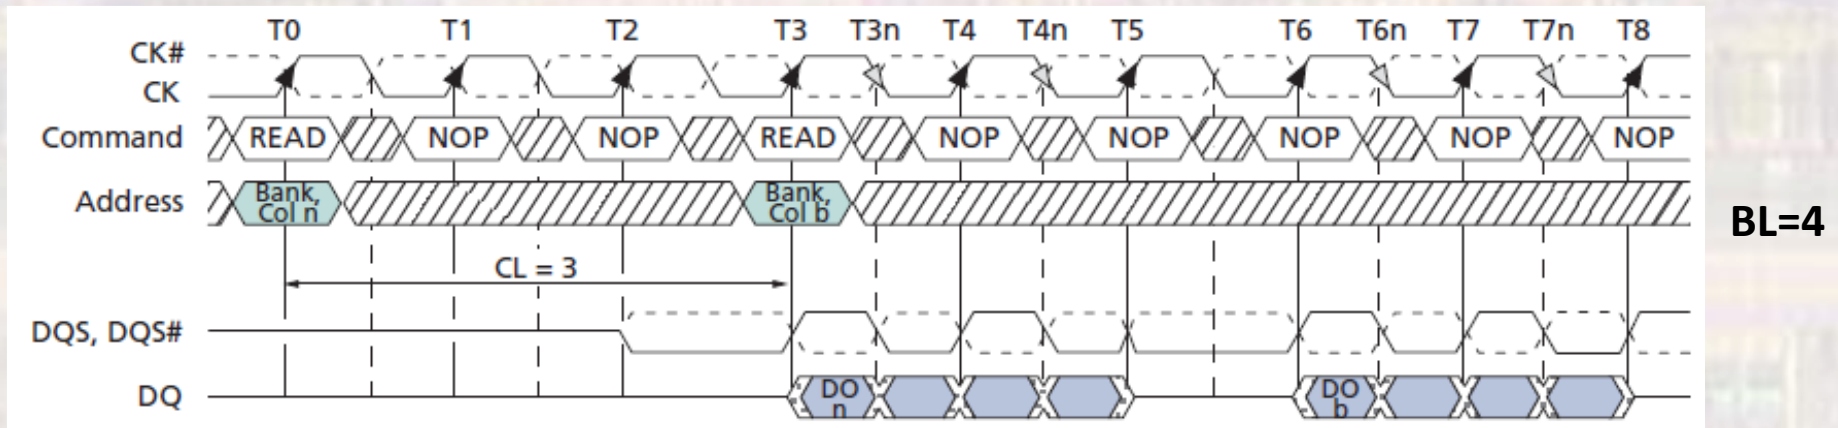 T0 T1 T2 T3 T3n T4 T4n T5 T6 T6n T7 T7n T8
CK#
CK
Command READ NOP NOP READ NOP NOP NOP NOP NOP
Address Bank, Col n Bank, Col b
BL=4
CL = 3
DQS, DQS#
DQ DO n DO b